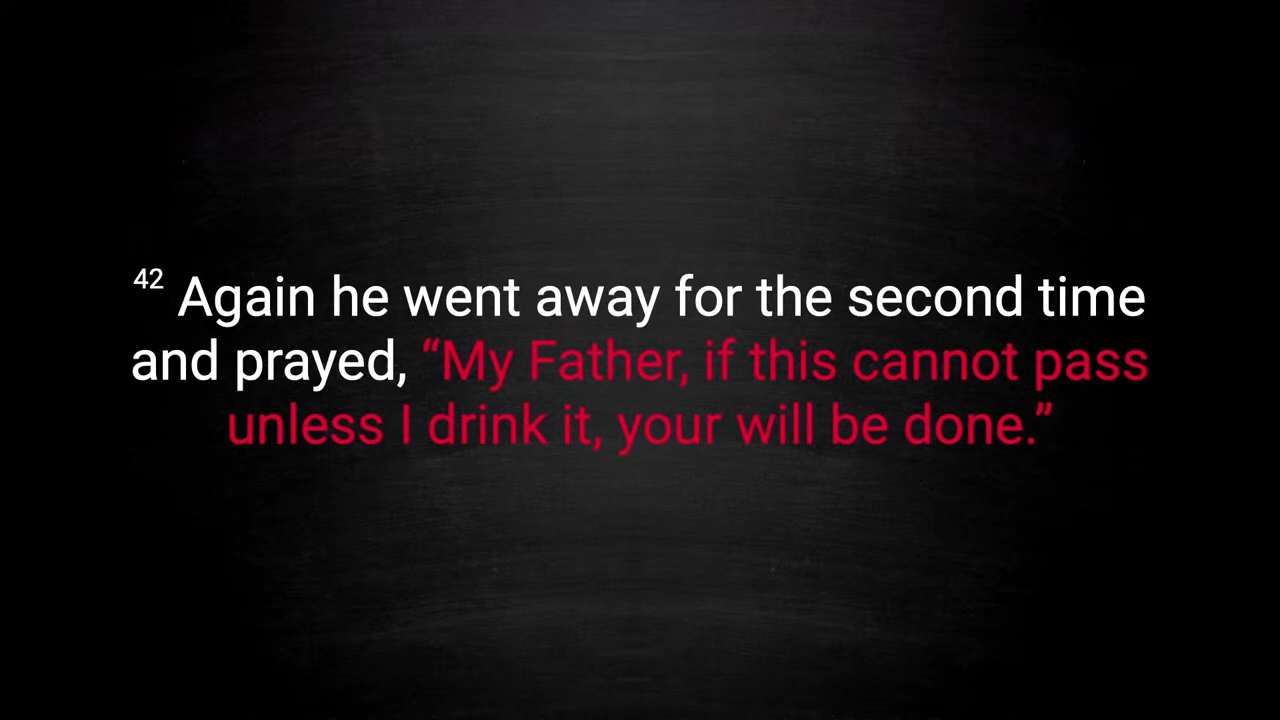 42 Again he went away for the second time
and prayed, “My Father, if this cannot pass
unless I drink it, your will be done.”